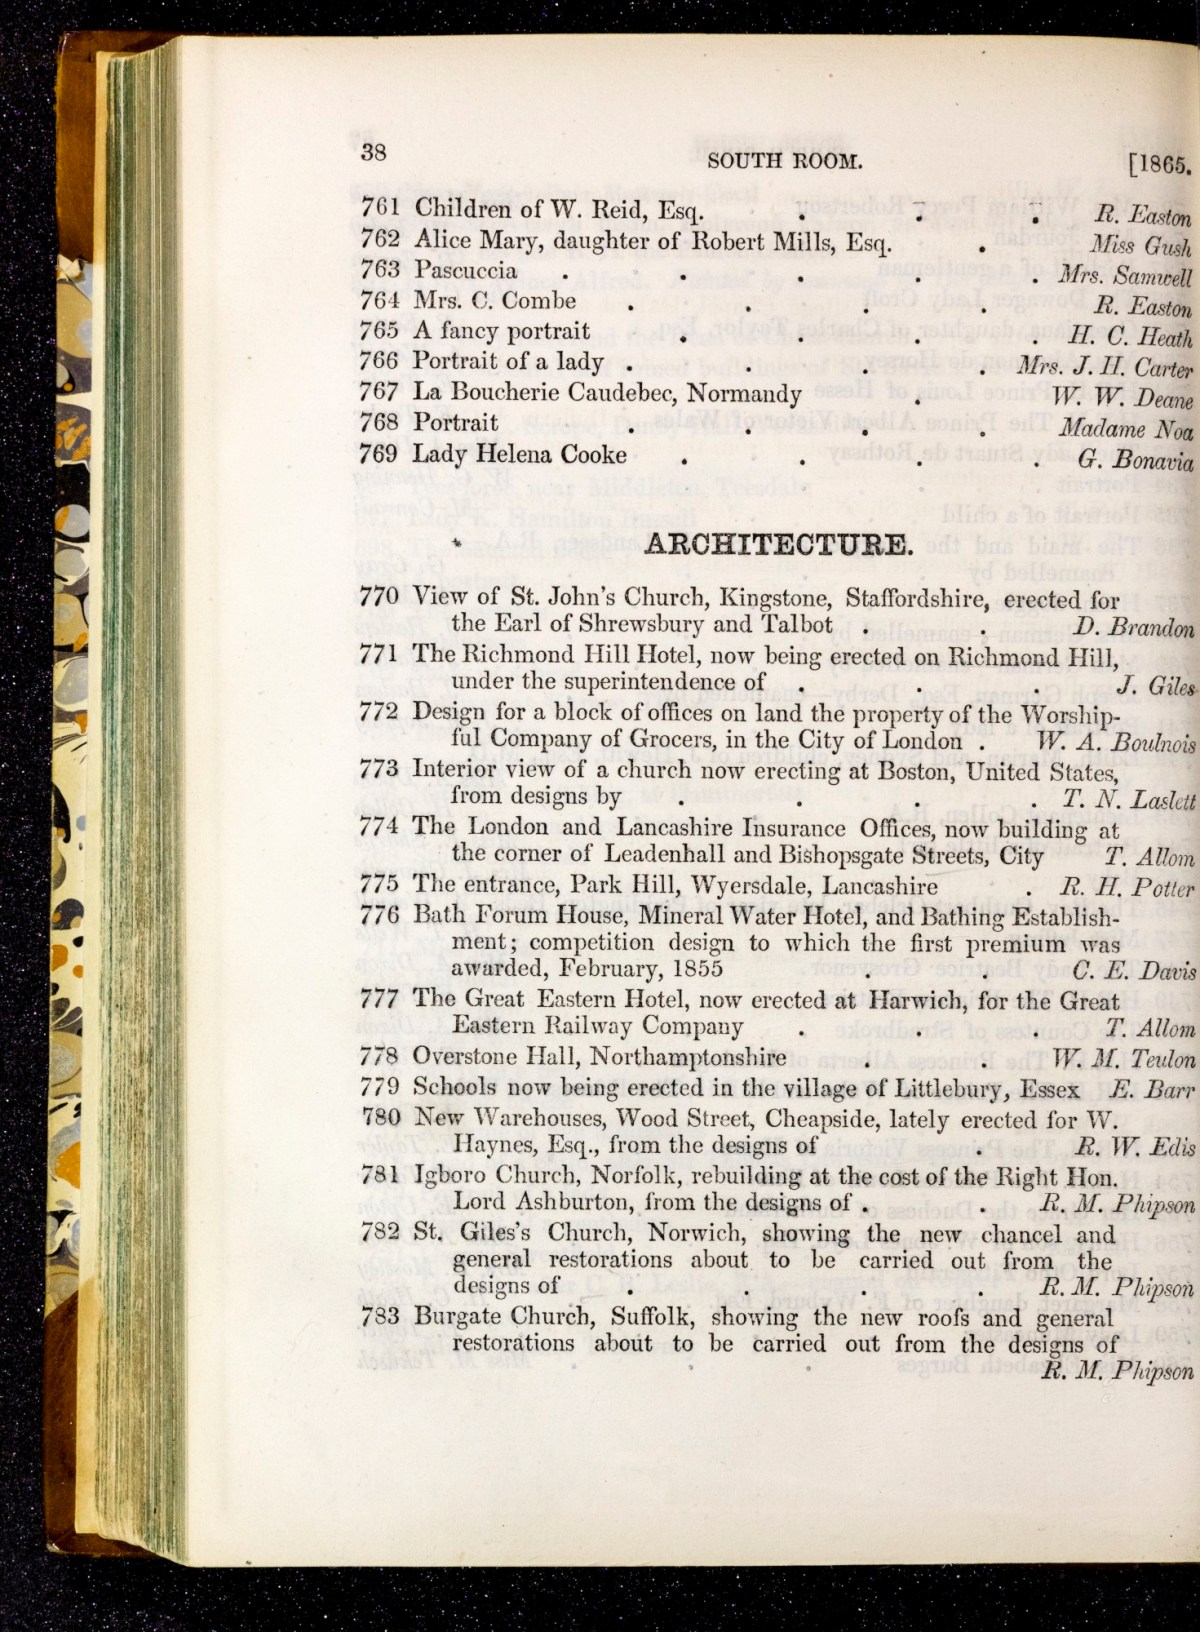 38 SOUTH ROOM. [1865.
761 Children of W. Reid, Esq. . . . R. Easton
762 Alice Mary, daughter of Robert Mills, Esq. . Miss Gush
763 Pascuccia . . . . . Mrs. Samwell
764 Mrs. C. Combe . . . . R. Easton
765 A fancy portrait . . . . H. C. Heath
766 Portrait of a lady . . . . Mrs. J. H. Carter
767 La Boucherie Caudebec, Normandy . W. W. Deane
768 Portrait . . . . Madame Noa
769 Lady Helena Cooke . . . . G. Bonavia
ARCHITECTURE.
770 View of St. John's Church, Kingstone, Staffordshire, erected for
the Earl of Shrewsbury and Talbot . . D. Brandon
771 The Richmond Hill Hotel, now being erected on Richmond Hill,
under the superintendence of . . . J. Giles
772 Design for a block of offices on land the property of the Worship-
ful Company of Grocers, in the City of London . W. A. Boulnois
773 Interior view of a church now erecting at Boston, United States,
from designs by . . . . T. N. Laslett
774 The London and Lancashire Insurance Offices, now building at
the corner of Leadenhall and Bishopsgate Streets, City T. Allom
775 The entrance, Park Hill, Wyersdale, Lancashire . R. H. Potter
776 Bath Forum House, Mineral Water Hotel, and Bathing Establish-
ment; competition design to which the first premium was
awarded, February, 1855 . . C. E. Davis
777 The Great Eastern Hotel, now erected at Harwich, for the Great
Eastern Railway Company . . . T. Allom
778 Overstone Hall, Northamptonshire . . W. M. Teulon
779 Schools now being erected in the village of Littlebury, Essex E. Barr
780 New Warehouses, Wood Street, Cheapside, lately erected for W.
Haynes, Esq., from the designs of . R. W. Edis
781 Igboro Church, Norfolk, rebuilding at the cost of the Right Hon.
Lord Ashburton, from the designs of . . R. M. Phipson
782 St. Giles's Church, Norwich, showing the new chancel and
general restorations about to be carried out from the
designs of . . . . R. M. Phipson
783 Burgate Church, Suffolk, showing the new roofs and general
restorations about to be carried out from the designs of
R. M. Phipson